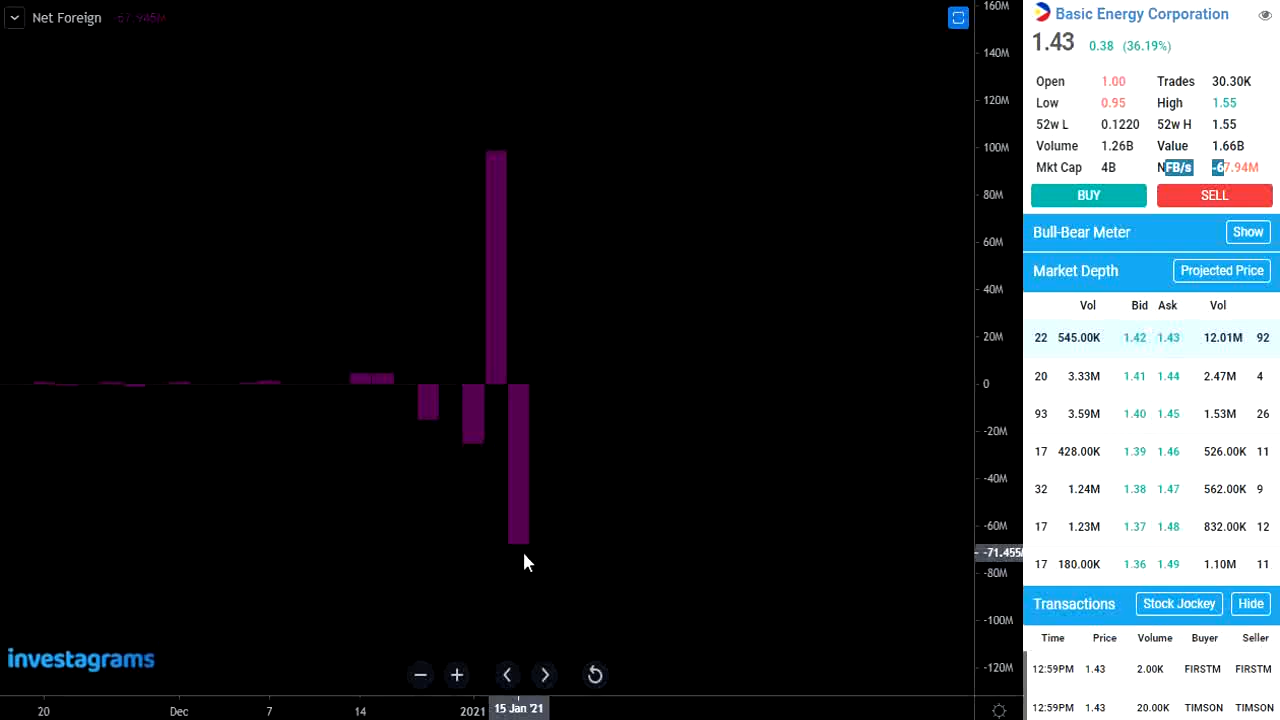 Net Foreign -67.945M
160M
140M
120M
100M
80M
60M
40M
20M
0
-20M
-40M
-60M
-71.455
-80M
-100M
-120M
investagrams
20 Dec 7 14 2021 15 Jan '21
Basic Energy Corporation
1.43 0.38 (36.19%)
Open 1.00 Trades 30.30K
Low 0.95 High 1.55
52w L 0.1220 52w H 1.55
Volume 1.26B Value 1.66B
Mkt Cap 4B NFB/s -67.94M
BUY SELL
Bull-Bear Meter Show
Market Depth Projected Price
Vol Bid Ask Vol
22 545.00K 1.42 1.43 12.01M 92
20 3.33M 1.41 1.44 2.47M 4
93 3.59M 1.40 1.45 1.53M 26
17 428.00K 1.39 1.46 526.00K 11
32 1.24M 1.38 1.47 562.00K 9
17 1.23M 1.37 1.48 832.00K 12
17 180.00K 1.36 1.49 1.10M 11
Transactions Stock Jockey Hide
Time Price Volume Buyer Seller
12:59PM 1.43 2.00K FIRSTM FIRSTM
12:59PM 1.43 20.00K TIMSON TIMSON